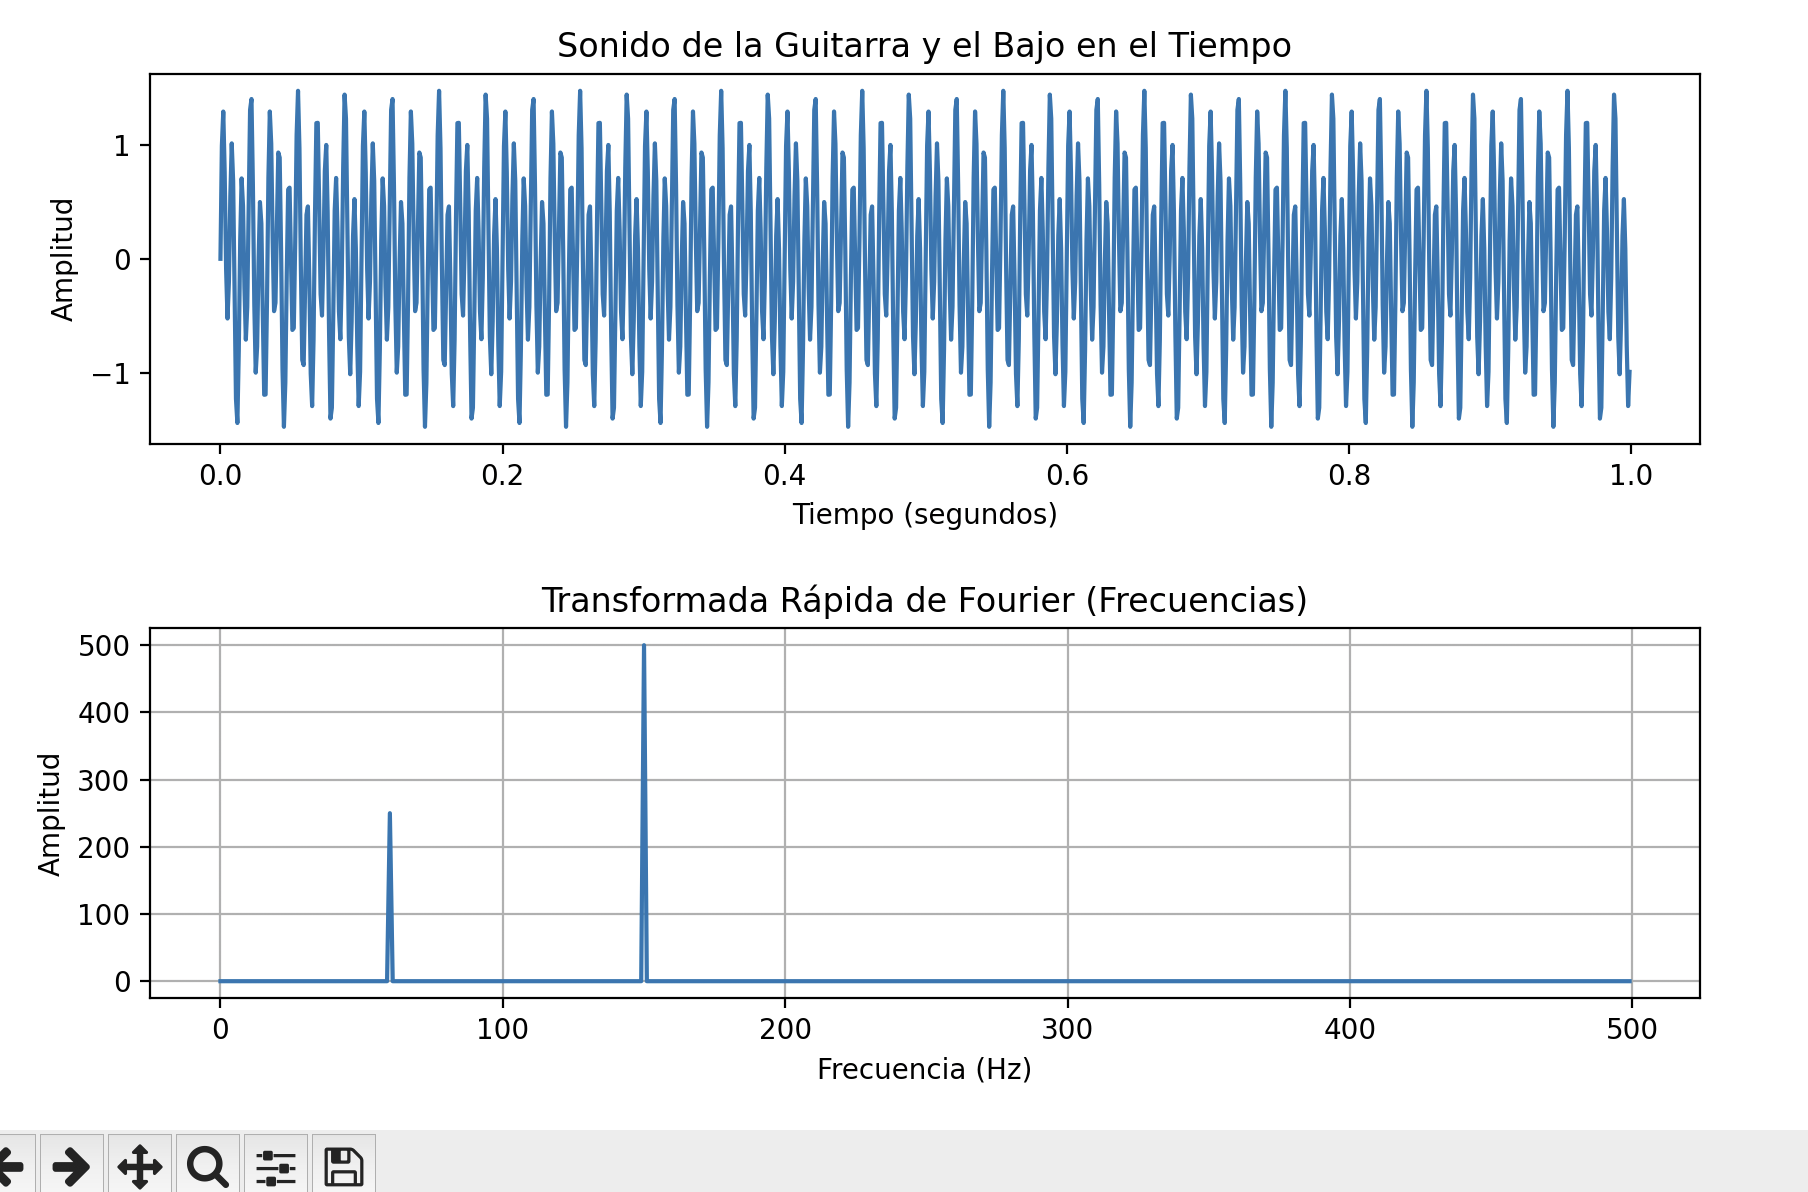 Sonido de la Guitarra y el Bajo en el Tiempo
1
0
−1
Amplitud
0.0 0.2 0.4 0.6 0.8 1.0
Tiempo (segundos)
Transformada Rápida de Fourier (Frecuencias)
500
400
300
200
100
0
Amplitud
0 100 200 300 400 500
Frecuencia (Hz)